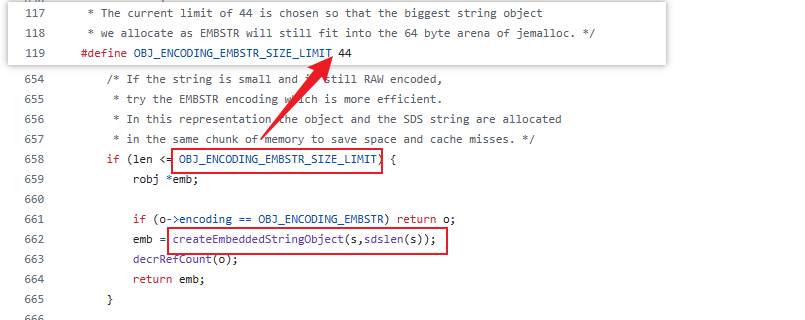 117 * The current limit of 44 is chosen so that the biggest string object
118 * we allocate as EMBSTR will still fit into the 64 byte arena of jemalloc. */
119 #define OBJ_ENCODING_EMBSTR_SIZE_LIMIT 44
654 /* If the string is small and is still RAW encoded,
655 * try the EMBSTR encoding which is more efficient.
656 * In this representation the object and the SDS string are allocated
657 * in the same chunk of memory to save space and cache misses. */
658 if (len <= OBJ_ENCODING_EMBSTR_SIZE_LIMIT) {
659 robj *emb;
660
661 if (o->encoding == OBJ_ENCODING_EMBSTR) return o;
662 emb = createEmbeddedStringObject(s,sdslen(s));
663 decrRefCount(o);
664 return emb;
665 }
666